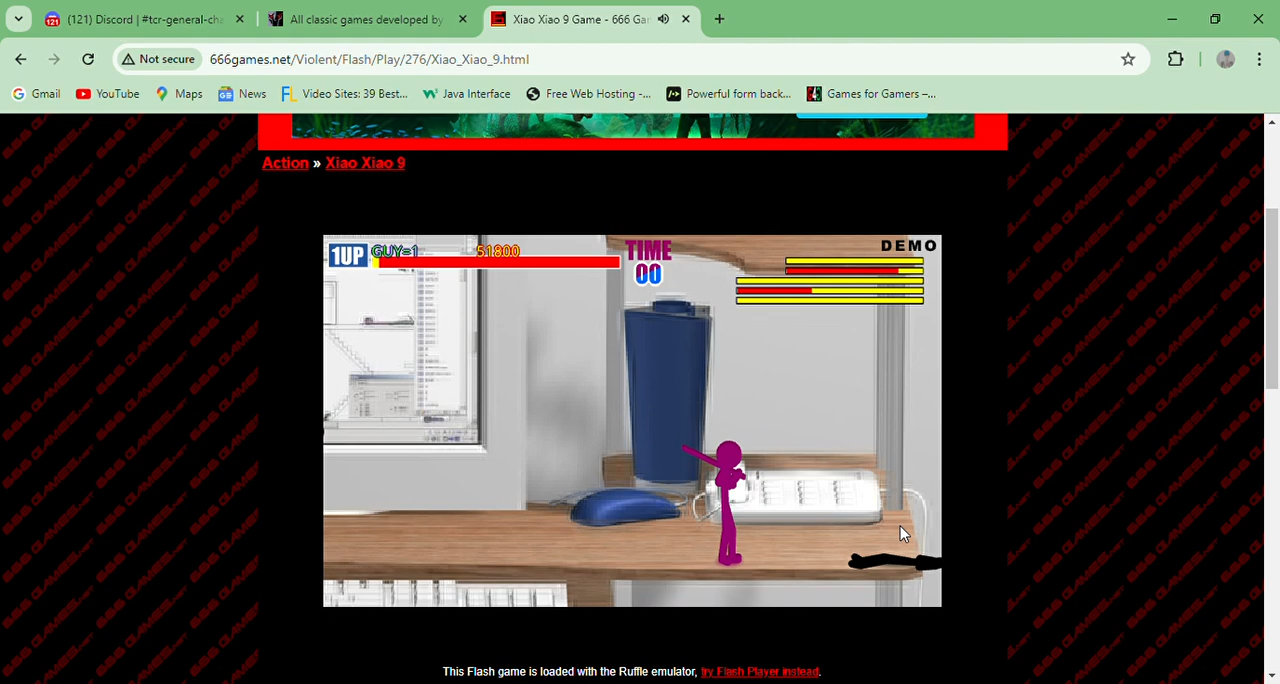 (121) Discord | #tcr-general-cha
All classic games developed by
Xiao Xiao 9 Game - 666 Gar
Not secure
666games.net/Violent/Flash/Play/276/Xiao_Xiao_9.html
Gmail
YouTube
Maps
News
Video Sites: 39 Best...
Java Interface
Free Web Hosting -...
Powerful form back...
Games for Gamers –...
Action » Xiao Xiao 9
1UP GUY=1 51800 TIME DEMO
00
This Flash game is loaded with the Ruffle emulator, try Flash Player instead.